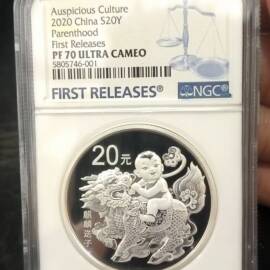 Auspicious Culture
2020 China S20Y
Parenthood
First Releases
PF 70 ULTRA CAMEO
5805746-001
FIRST RELEASES®
NGC®
20元
麒麟送子